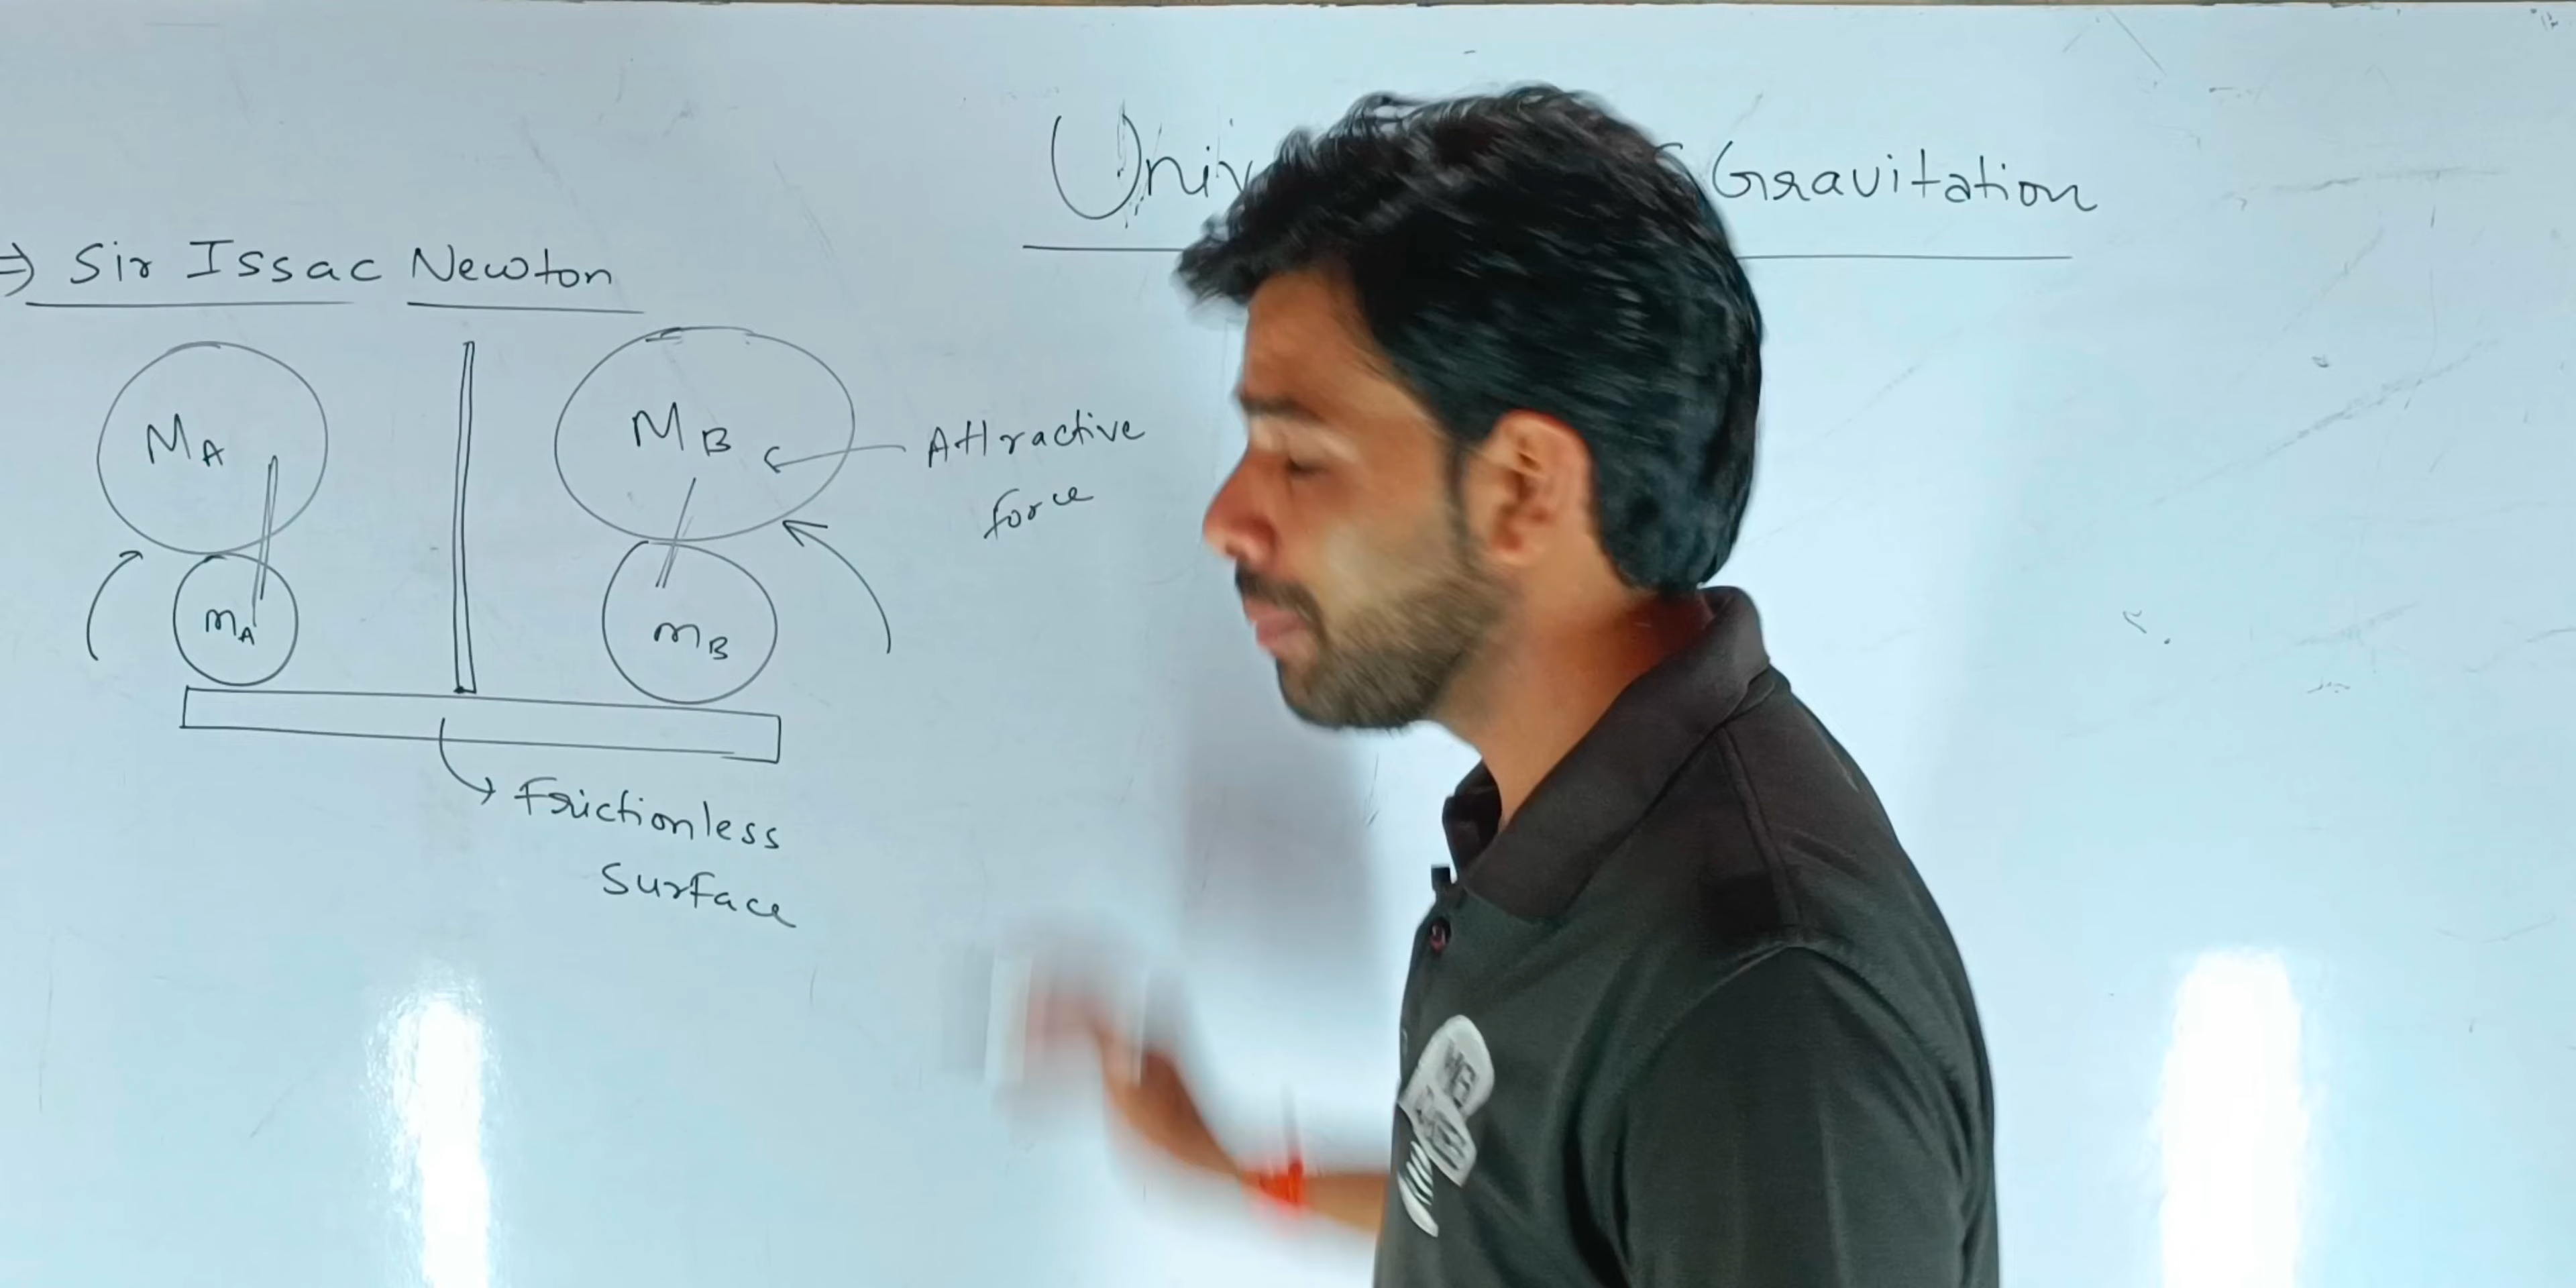 Gravitation
⇒ Sir Issac Newton
MA
MB
Attractive
force
mA
mB
Frictionless
Surface